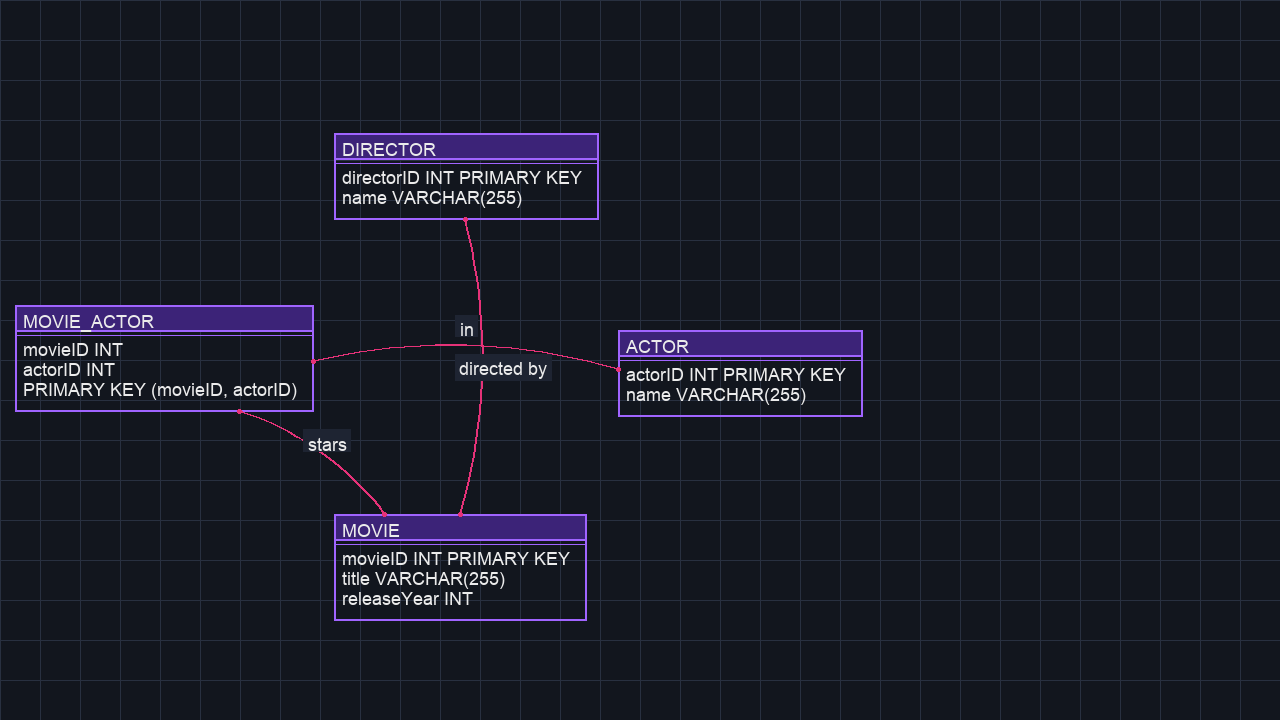 DIRECTOR
directorID INT PRIMARY KEY
name VARCHAR(255)
MOVIE_ACTOR
movieID INT
actorID INT
PRIMARY KEY (movieID, actorID)
in
directed by
ACTOR
actorID INT PRIMARY KEY
name VARCHAR(255)
stars
MOVIE
movieID INT PRIMARY KEY
title VARCHAR(255)
releaseYear INT